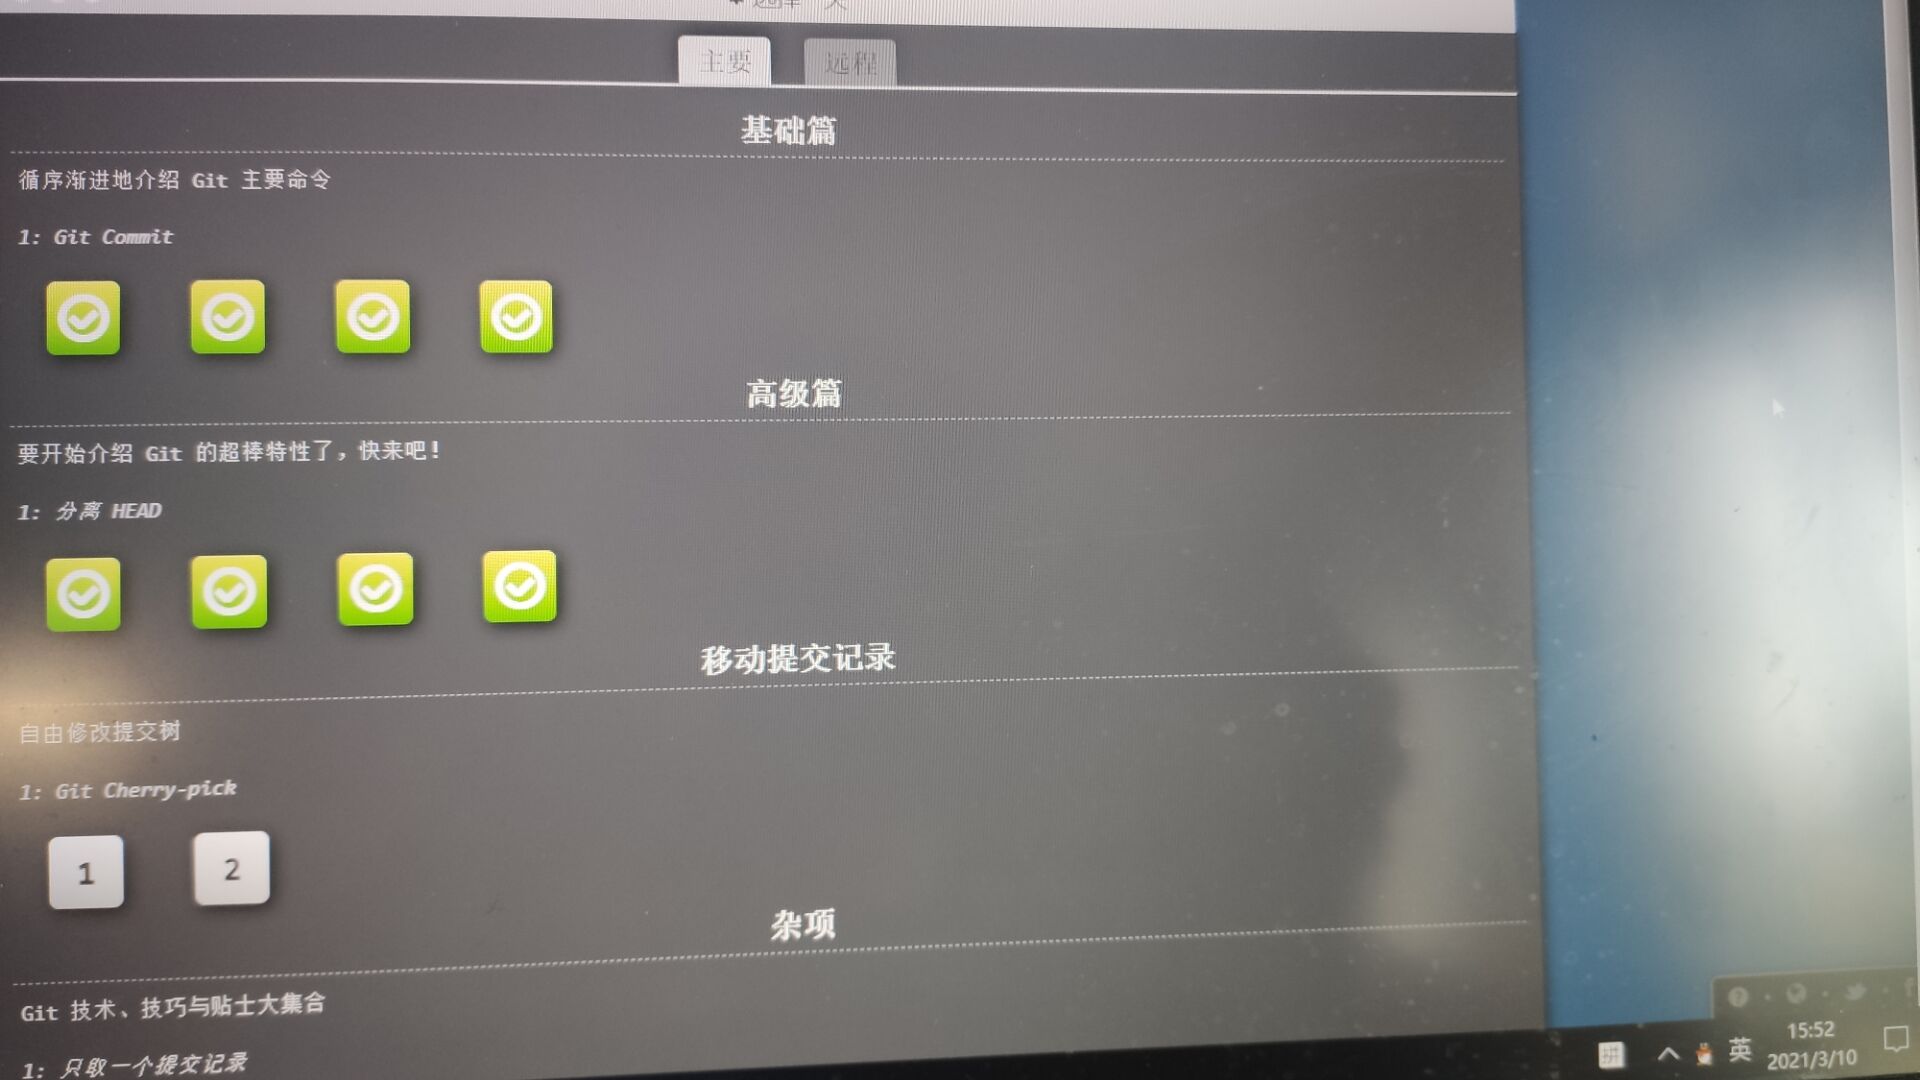 主要
远程
基础篇
循序渐进地介绍 Git 主要命令
1: Git Commit
高级篇
要开始介绍 Git 的超棒特性了，快来吧!
1: 分离 HEAD
移动提交记录
自由修改提交树
1: Git Cherry-pick
1
2
杂项
Git 技术、技巧与贴士大集合
1: 只取一个提交记录
拼
英
15:52
2021/3/10